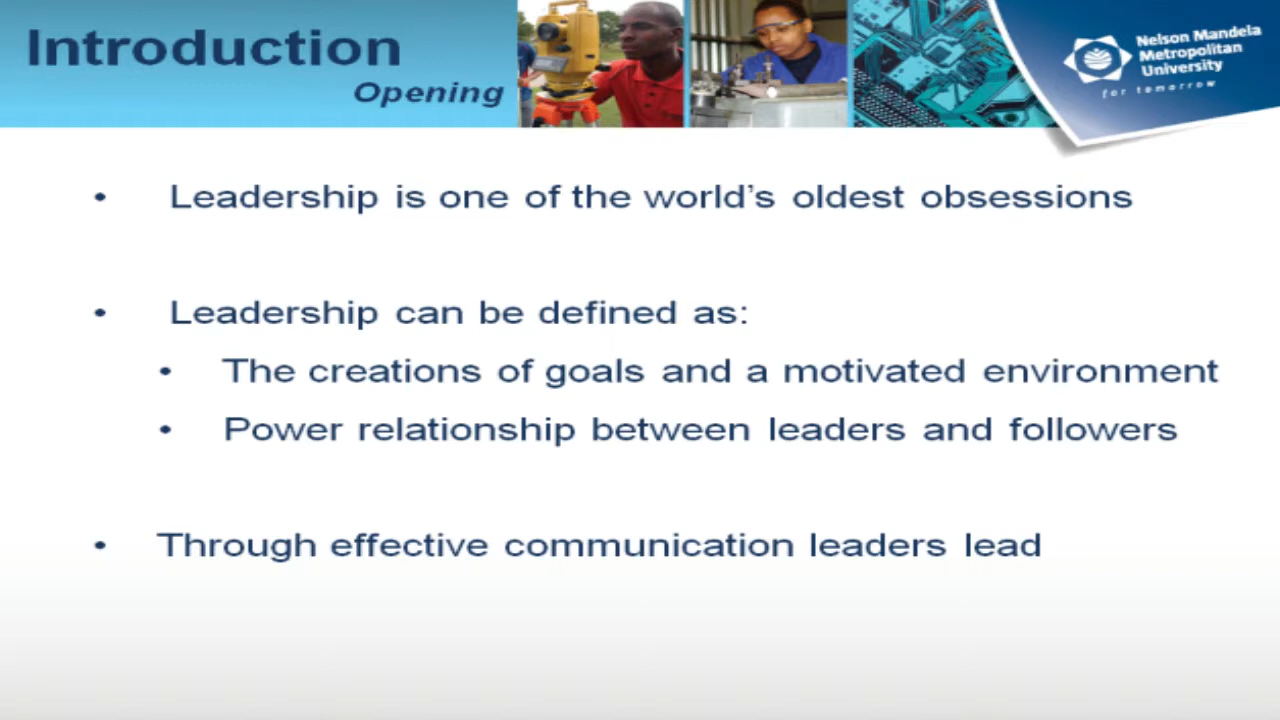 Introduction
Opening
Nelson Mandela
Metropolitan
University
for tomorrow
• Leadership is one of the world's oldest obsessions
• Leadership can be defined as:
• The creations of goals and a motivated environment
• Power relationship between leaders and followers
• Through effective communication leaders lead